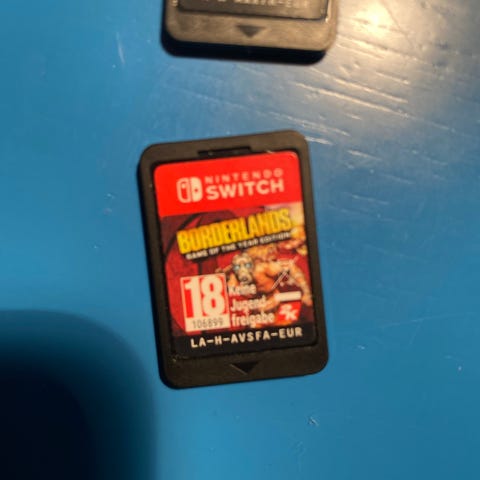 NINTENDO
SWITCH
BORDERLANDS
GAME OF THE YEAR EDITION
18
106899
Keine
Jugend
freigabe
2K
LA-H-AVSFA-EUR